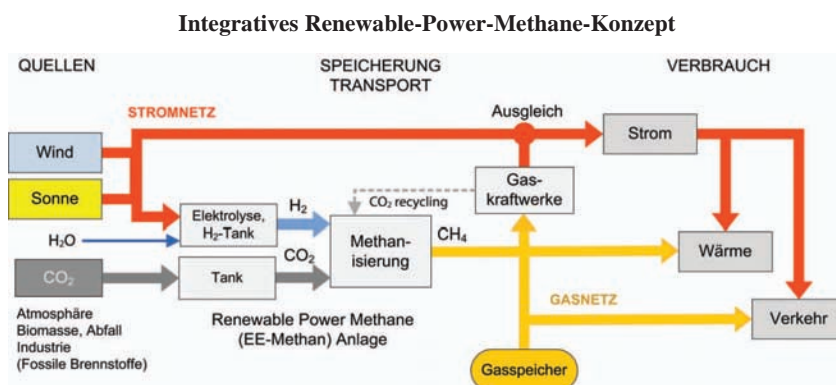 Integratives Renewable-Power-Methane-Konzept
QUELLEN
SPEICHERUNG
TRANSPORT
VERBRAUCH
STROMNETZ
Ausgleich
Wind
Strom
Sonne
Gas-
kraftwerke
CO₂ recycling
Elektrolyse,
H₂-Tank
H₂
H₂O
Methan-
isierung
CH₄
CO₂
Wärme
CO₂
Tank
GASNETZ
Atmosphäre
Biomasse, Abfall
Industrie
(Fossile Brennstoffe)
Renewable Power Methane
(EE-Methan) Anlage
Verkehr
Gasspeicher